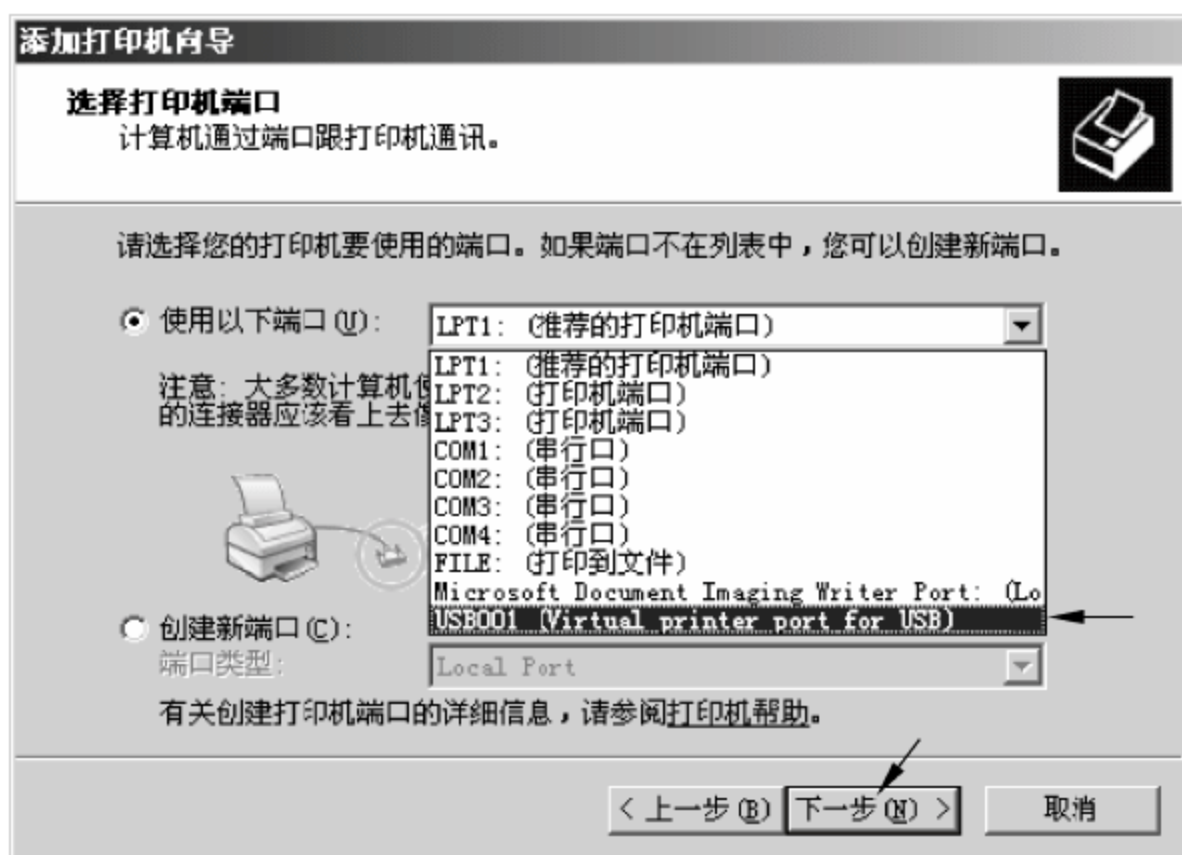 添加打印机向导
选择打印机端口
计算机通过端口跟打印机通讯。
请选择您的打印机要使用的端口。如果端口不在列表中,您可以创建新端口。
使用以下端口(U): LPT1: (推荐的打印机端口)
LPT1: (推荐的打印机端口)
注意: 大多数计算机
LPT2: (打印机端口)
的连接器应该看上去
LPT3: (打印机端口)
COM1: (串行口)
COM2: (串行口)
COM3: (串行口)
COM4: (串行口)
FILE: (打印到文件)
Microsoft Document Imaging Writer Port: (Lo
USB001 (Virtual printer port for USB)
创建新端口(C):
端口类型: Local Port
有关创建打印机端口的详细信息,请参阅打印机帮助。
< 上一步(B) 下一步(N) > 取消